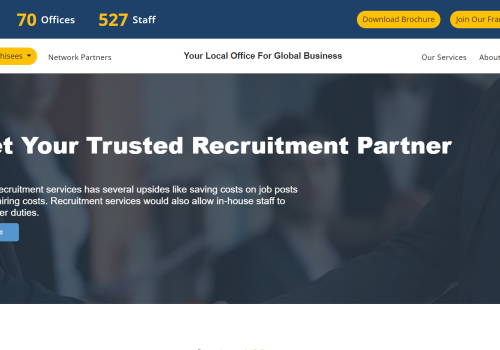 70 Offices 527 Staff Download Brochure Join Our Fra
hisees Network Partners Your Local Office For Global Business Our Services About
et Your Trusted Recruitment Partner
ecruitment services has several upsides like saving costs on job posts
iring costs. Recruitment services would also allow in-house staff to
er duties.